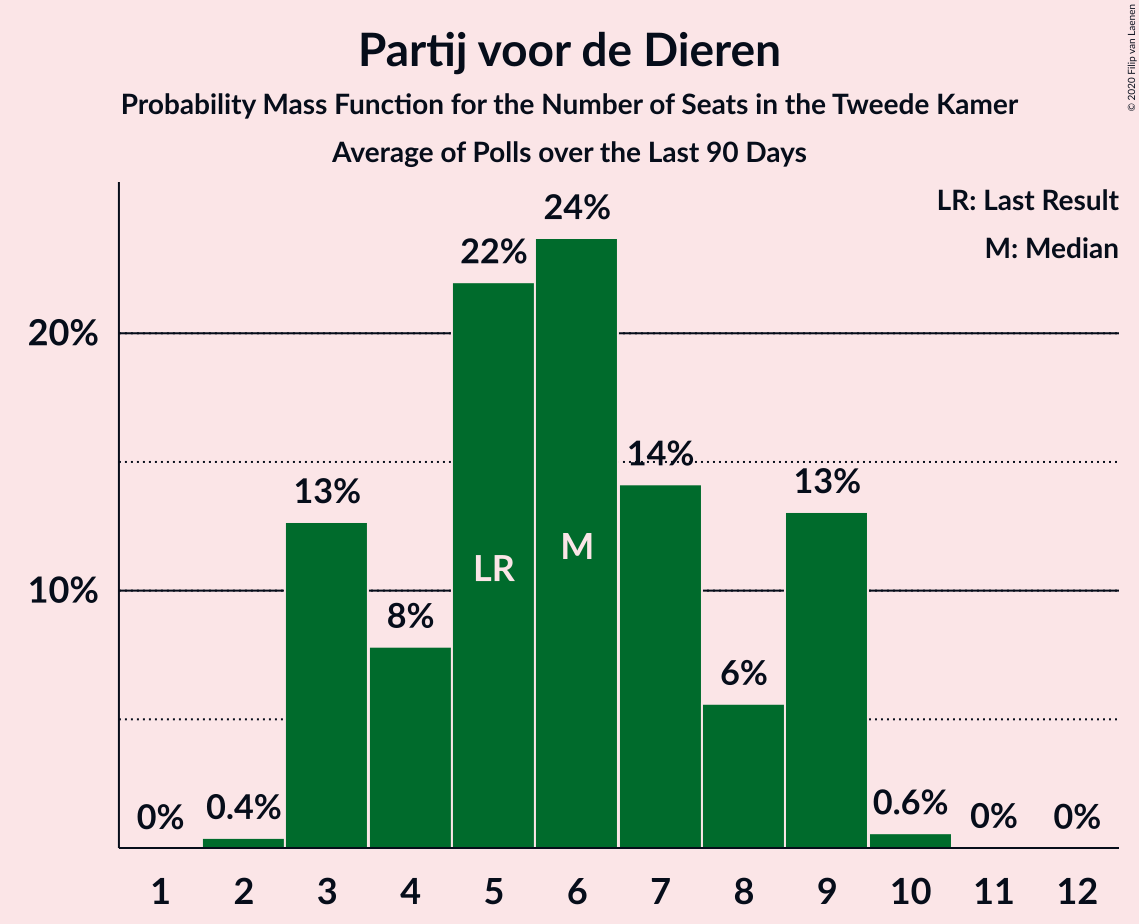 Partij voor de Dieren
Probability Mass Function for the Number of Seats in the Tweede Kamer
Average of Polls over the Last 90 Days
© 2020 Filip van Laenen
LR: Last Result
M: Median
20%
10%
0%
0.4%
13%
8%
22%
24%
14%
6%
13%
0.6%
0%
0%
LR
M
1 2 3 4 5 6 7 8 9 10 11 12